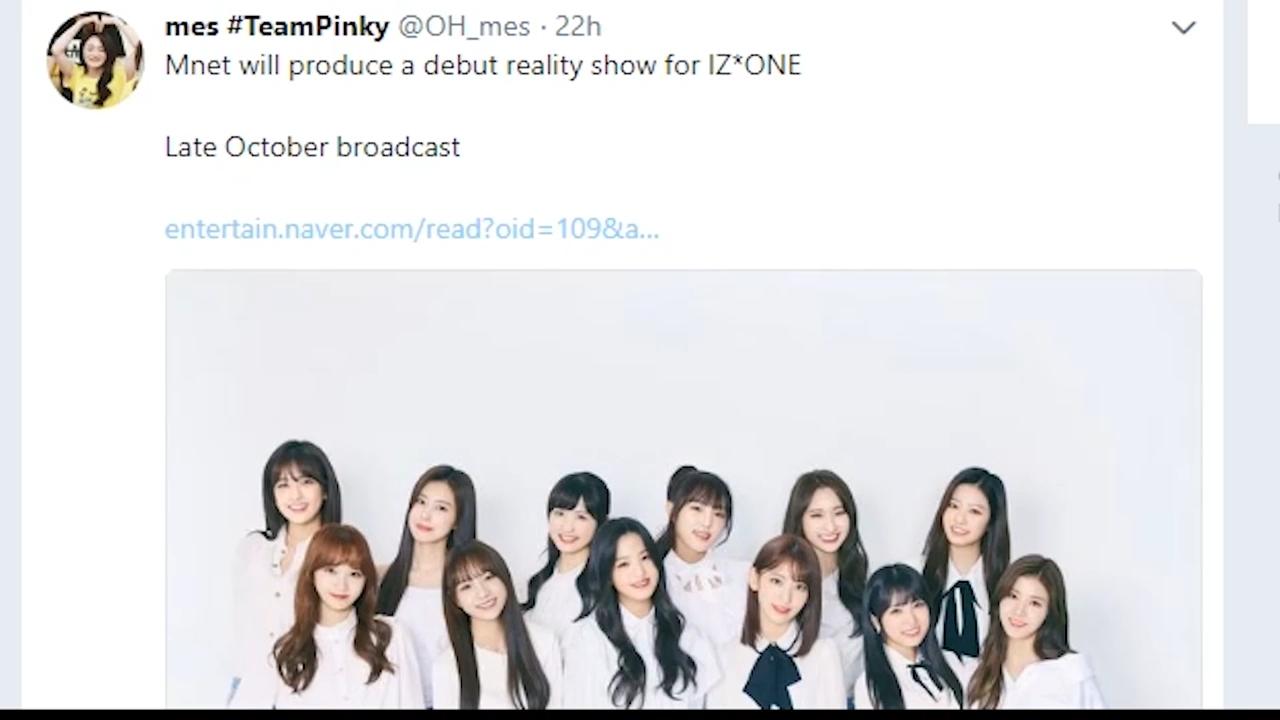 mes #TeamPinky @OH_mes · 22h
Mnet will produce a debut reality show for IZ*ONE
Late October broadcast
entertain.naver.com/read?oid=109&a...